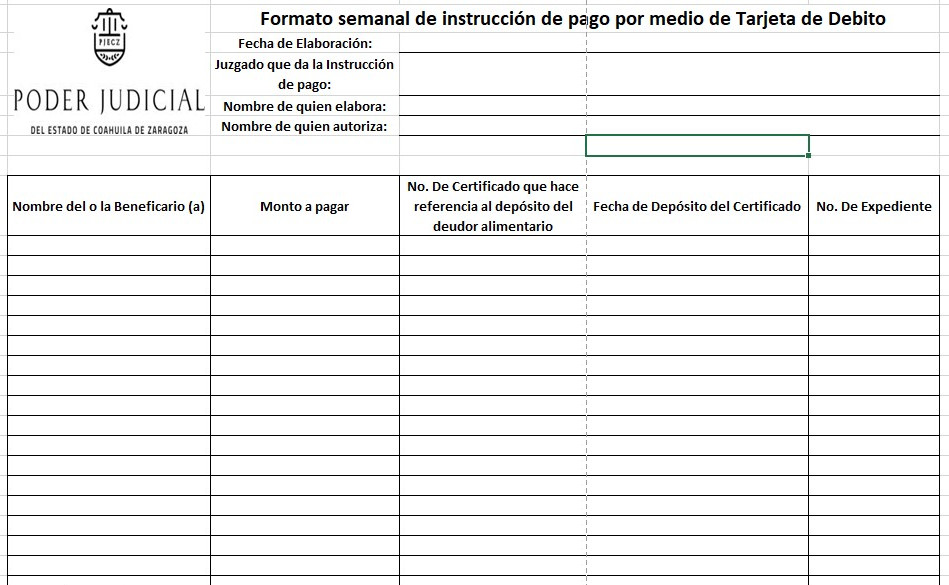 Formato semanal de instrucción de pago por medio de Tarjeta de Debito
PJECZ
PODER JUDICIAL
DEL ESTADO DE COAHUILA DE ZARAGOZA
Fecha de Elaboración:
Juzgado que da la Instrucción
de pago:
Nombre de quien elabora:
Nombre de quien autoriza:
Nombre del o la Beneficario (a)
Monto a pagar
No. De Certificado que hace
referencia al depósito del
deudor alimentario
Fecha de Depósito del Certificado
No. De Expediente